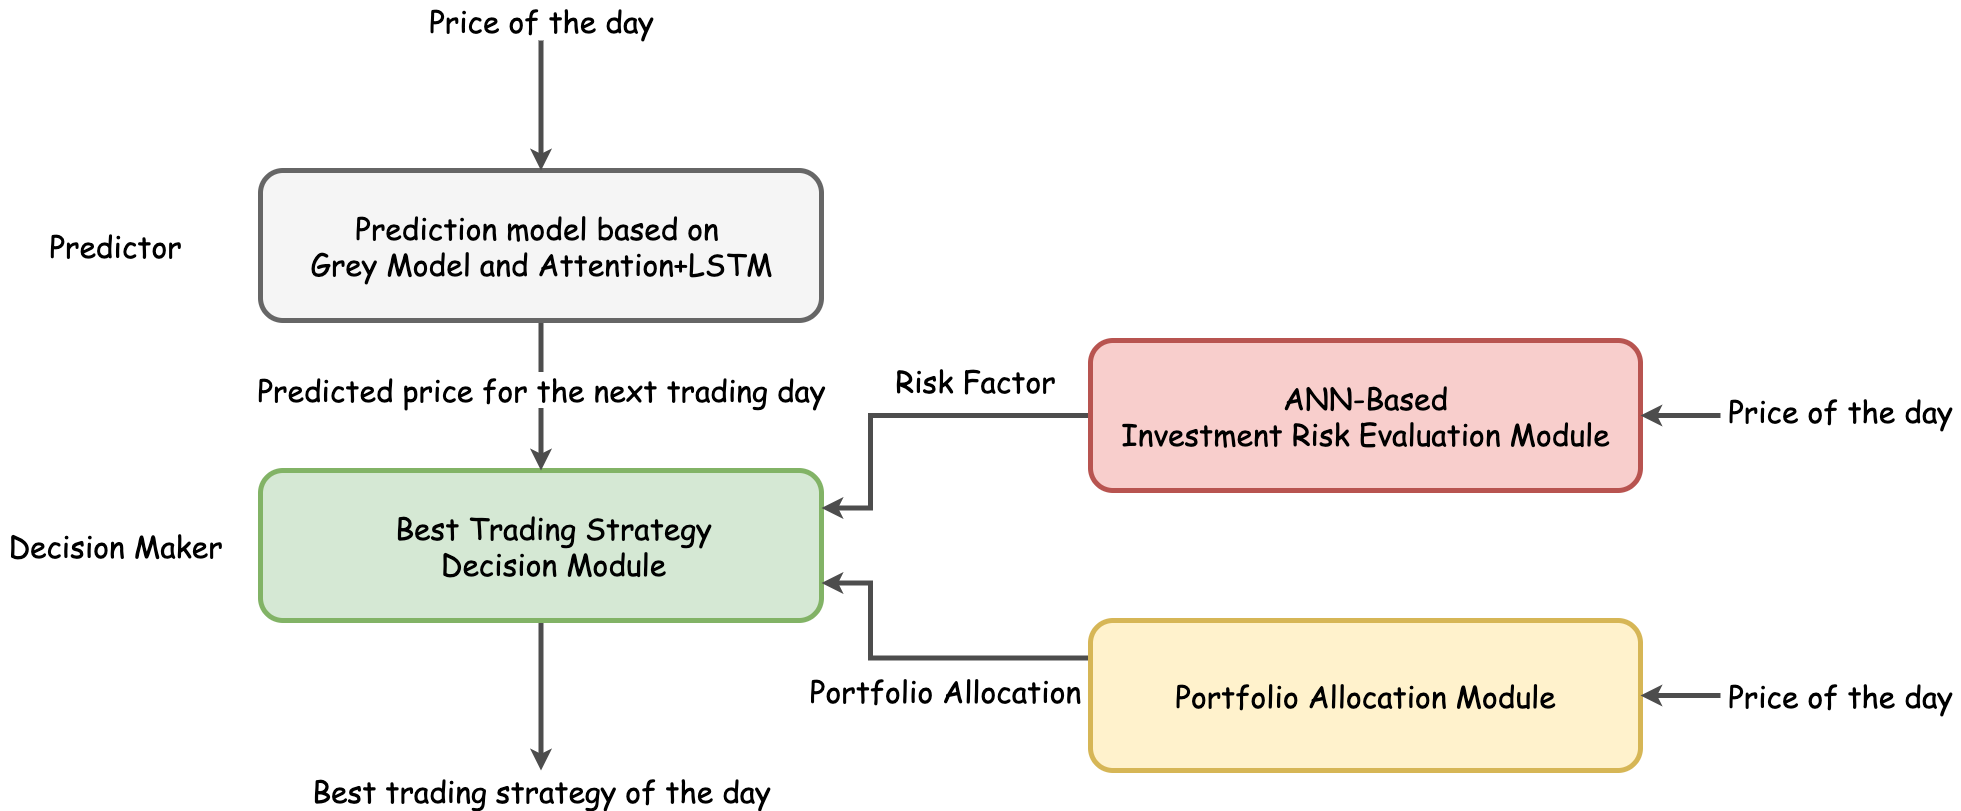 Price of the day
Predictor
Prediction model based on
Grey Model and Attention+LSTM
Predicted price for the next trading day
Risk Factor
ANN-Based
Investment Risk Evaluation Module
Price of the day
Decision Maker
Best Trading Strategy
Decision Module
Portfolio Allocation
Portfolio Allocation Module
Price of the day
Best trading strategy of the day